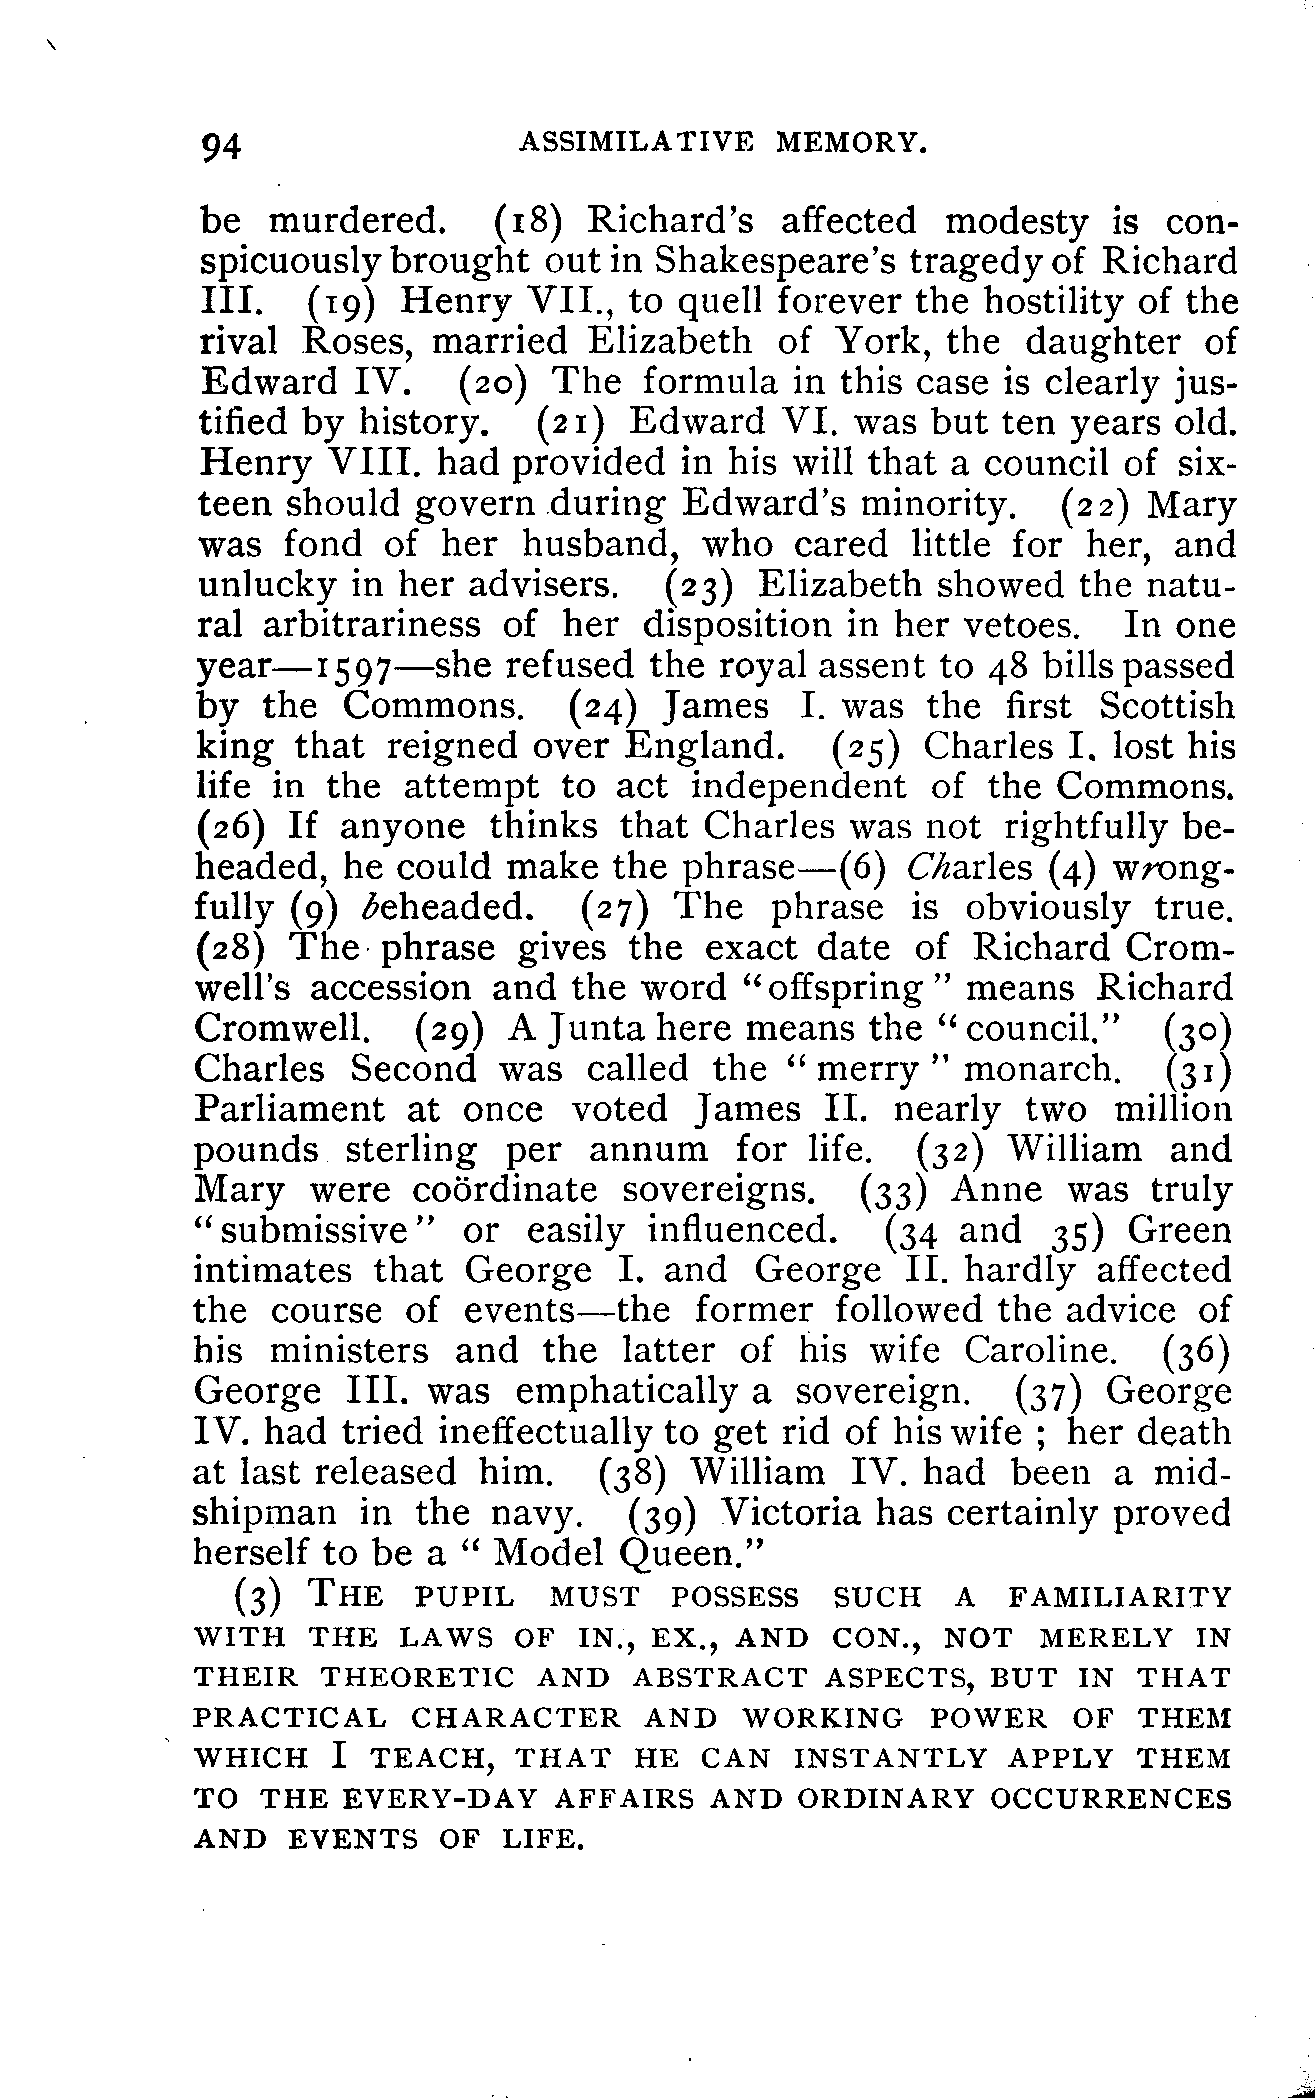 94 ASSIMILATIVE MEMORY.
be murdered. (18) Richard's affected modesty is con-
spicuously brought out in Shakespeare's tragedy of Richard
III. (19) Henry VII., to quell forever the hostility of the
rival Roses, married Elizabeth of York, the daughter of
Edward IV. (20) The formula in this case is clearly jus-
tified by history. (21) Edward VI. was but ten years old.
Henry VIII. had provided in his will that a council of six-
teen should govern during Edward's minority. (22) Mary
was fond of her husband, who cared little for her, and
unlucky in her advisers. (23) Elizabeth showed the natu-
ral arbitrariness of her disposition in her vetoes. In one
year—1597—she refused the royal assent to 48 bills passed
by the Commons. (24) James I. was the first Scottish
king that reigned over England. (25) Charles I. lost his
life in the attempt to act independent of the Commons.
(26) If anyone thinks that Charles was not rightfully be-
headed, he could make the phrase—(6) Charles (4) wrong-
fully (9) beheaded. (27) The phrase is obviously true.
(28) The phrase gives the exact date of Richard Crom-
well's accession and the word "offspring" means Richard
Cromwell. (29) A Junta here means the "council." (30)
Charles Second was called the "merry" monarch. (31)
Parliament at once voted James II. nearly two million
pounds sterling per annum for life. (32) William and
Mary were coördinate sovereigns. (33) Anne was truly
"submissive" or easily influenced. (34 and 35) Green
intimates that George I. and George II. hardly affected
the course of events—the former followed the advice of
his ministers and the latter of his wife Caroline. (36)
George III. was emphatically a sovereign. (37) George
IV. had tried ineffectually to get rid of his wife ; her death
at last released him. (38) William IV. had been a mid-
shipman in the navy. (39) Victoria has certainly proved
herself to be a "Model Queen."
(3) THE PUPIL MUST POSSESS SUCH A FAMILIARITY
WITH THE LAWS OF IN., EX., AND CON., NOT MERELY IN
THEIR THEORETIC AND ABSTRACT ASPECTS, BUT IN THAT
PRACTICAL CHARACTER AND WORKING POWER OF THEM
WHICH I TEACH, THAT HE CAN INSTANTLY APPLY THEM
TO THE EVERY-DAY AFFAIRS AND ORDINARY OCCURRENCES
AND EVENTS OF LIFE.